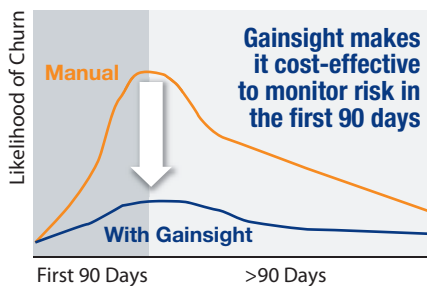 Likelihood of Churn
Manual
Gainsight makes
it cost-effective
to monitor risk in
the first 90 days
With Gainsight
First 90 Days
>90 Days